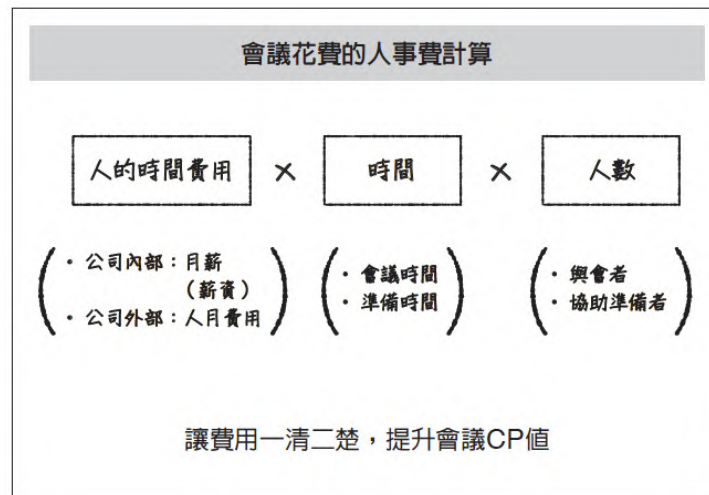 會議花費的人事費計算
人的時間費用 × 時間 × 人數
・公司內部：月薪
（薪資）
・公司外部：人月費用
・會議時間
・準備時間
・與會者
・協助準備者
讓費用一清二楚，提升會議CP值